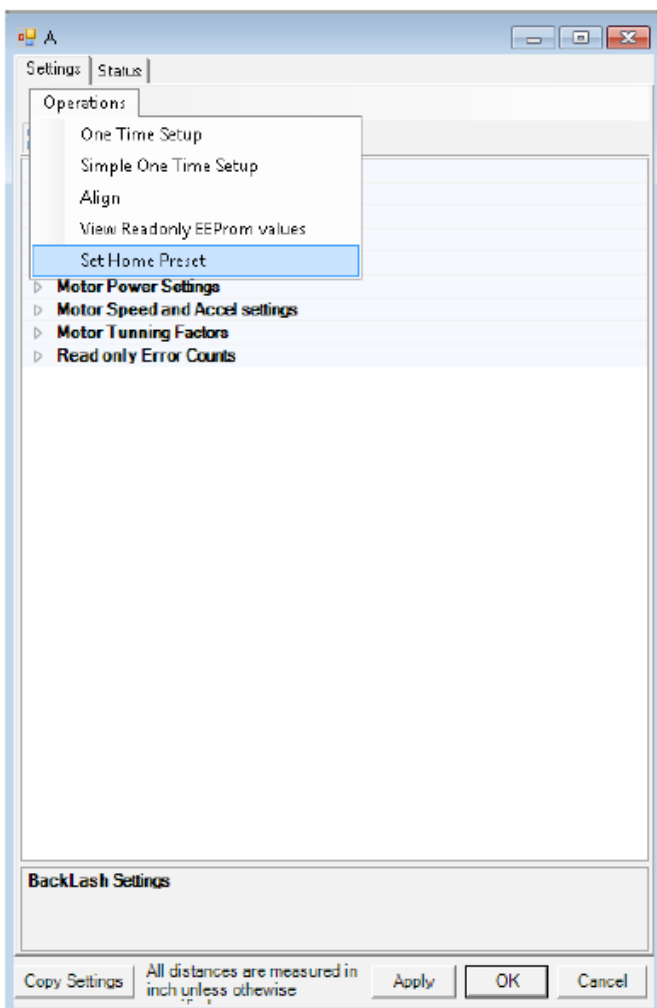 A
Settings Status
Operations
One Time Setup
Simple One Time Setup
Align
View Readonly EEProm values
Set Home Preset
Motor Power Settings
Motor Speed and Accel settings
Motor Tunning Factors
Read only Error Counts
BackLash Settings
Copy Settings
All distances are measured in
inch unless othewise
Apply OK Cancel